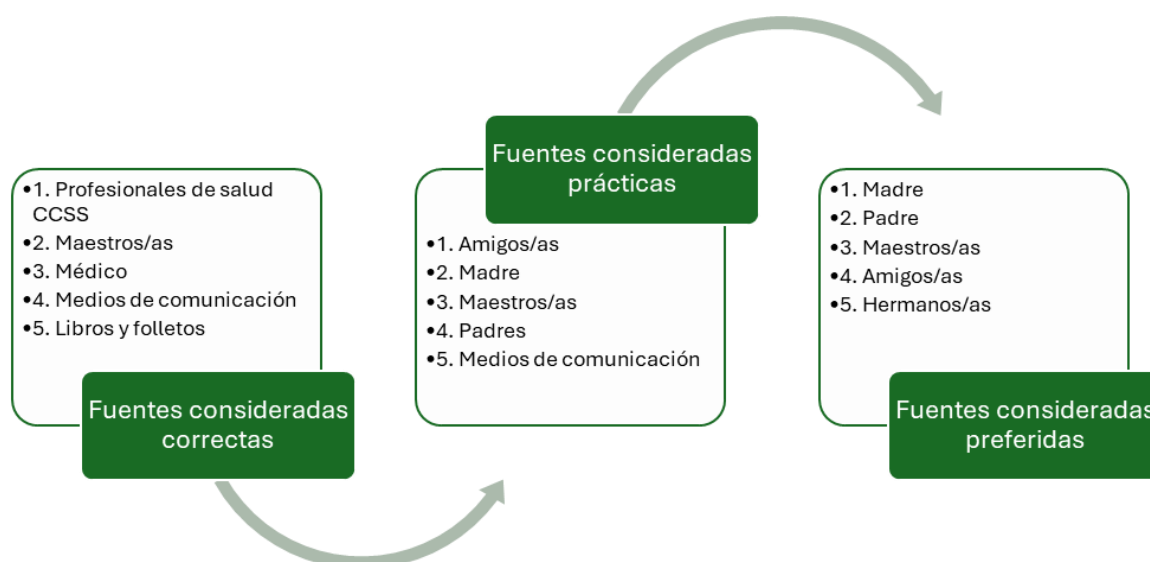 •1. Profesionales de salud
CCSS
•2. Maestros/as
•3. Médico
•4. Medios de comunicación
•5. Libros y folletos
Fuentes consideradas
correctas
Fuentes consideradas
prácticas
•1. Amigos/as
•2. Madre
•3. Maestros/as
•4. Padres
•5. Medios de comunicación
•1. Madre
•2. Padre
•3. Maestros/as
•4. Amigos/as
•5. Hermanos/as
Fuentes consideradas
preferidas